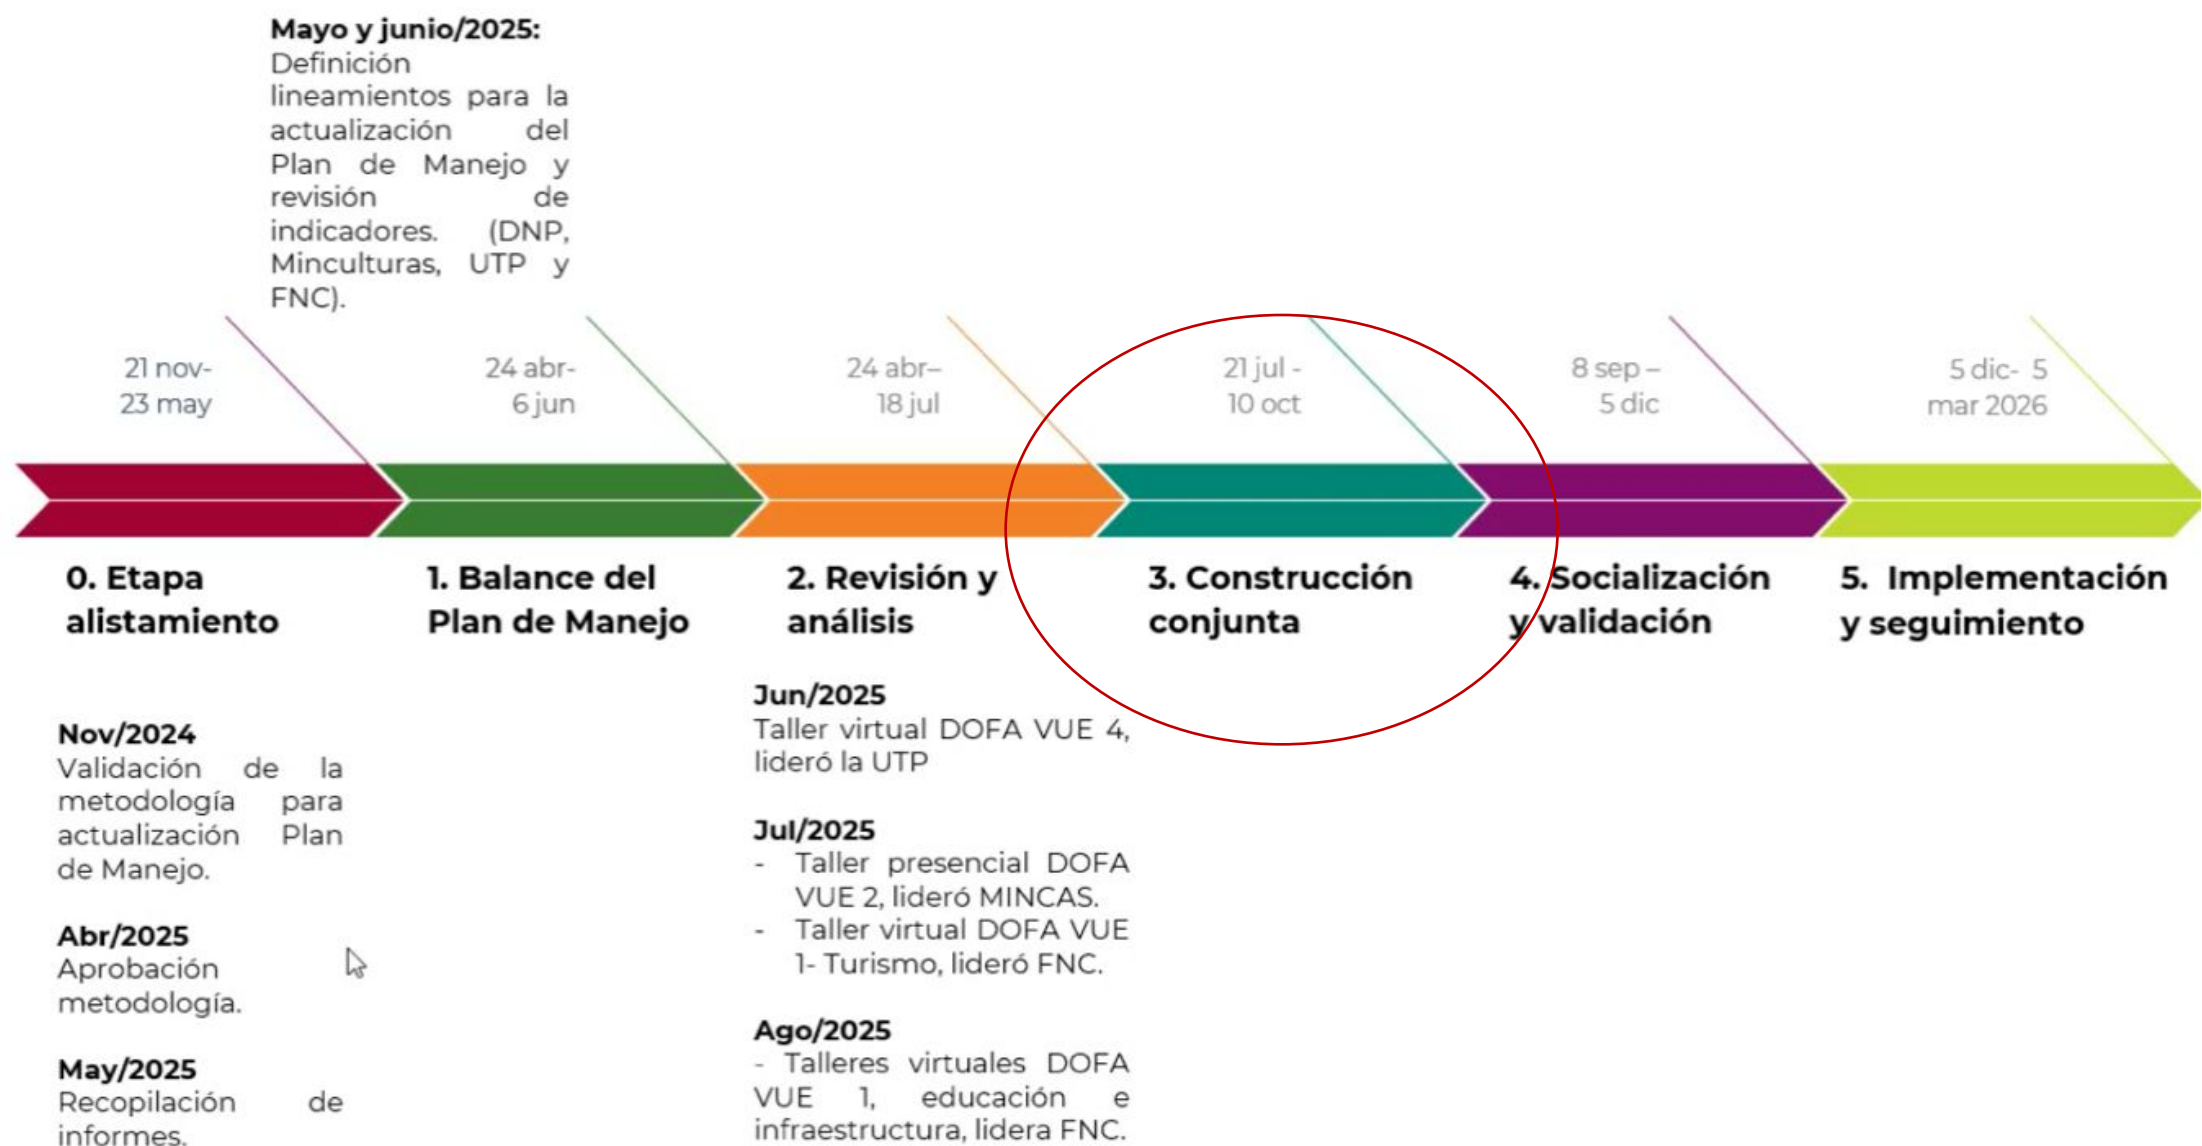 Mayo y junio/2025:
Definición
lineamientos para la
actualización del
Plan de Manejo y
revisión de
indicadores. (DNP,
Minculturas, UTP y
FNC).
21 nov-
23 may
24 abr-
6 jun
24 abr–
18 jul
21 jul -
10 oct
8 sep –
5 dic
5 dic- 5
mar 2026
0. Etapa
alistamiento
1. Balance del
Plan de Manejo
2. Revisión y
análisis
3. Construcción
conjunta
4. Socialización
y validación
5. Implementación
y seguimiento
Nov/2024
Validación de la
metodología para
actualización Plan
de Manejo.
Abr/2025
Aprobación
metodología.
May/2025
Recopilación de
informes.
Jun/2025
Taller virtual DOFA VUE 4,
lideró la UTP
Jul/2025
- Taller presencial DOFA
VUE 2, lideró MINCAS.
- Taller virtual DOFA VUE
1- Turismo, lideró FNC.
Ago/2025
- Talleres virtuales DOFA
VUE 1, educación e
infraestructura, lidera FNC.